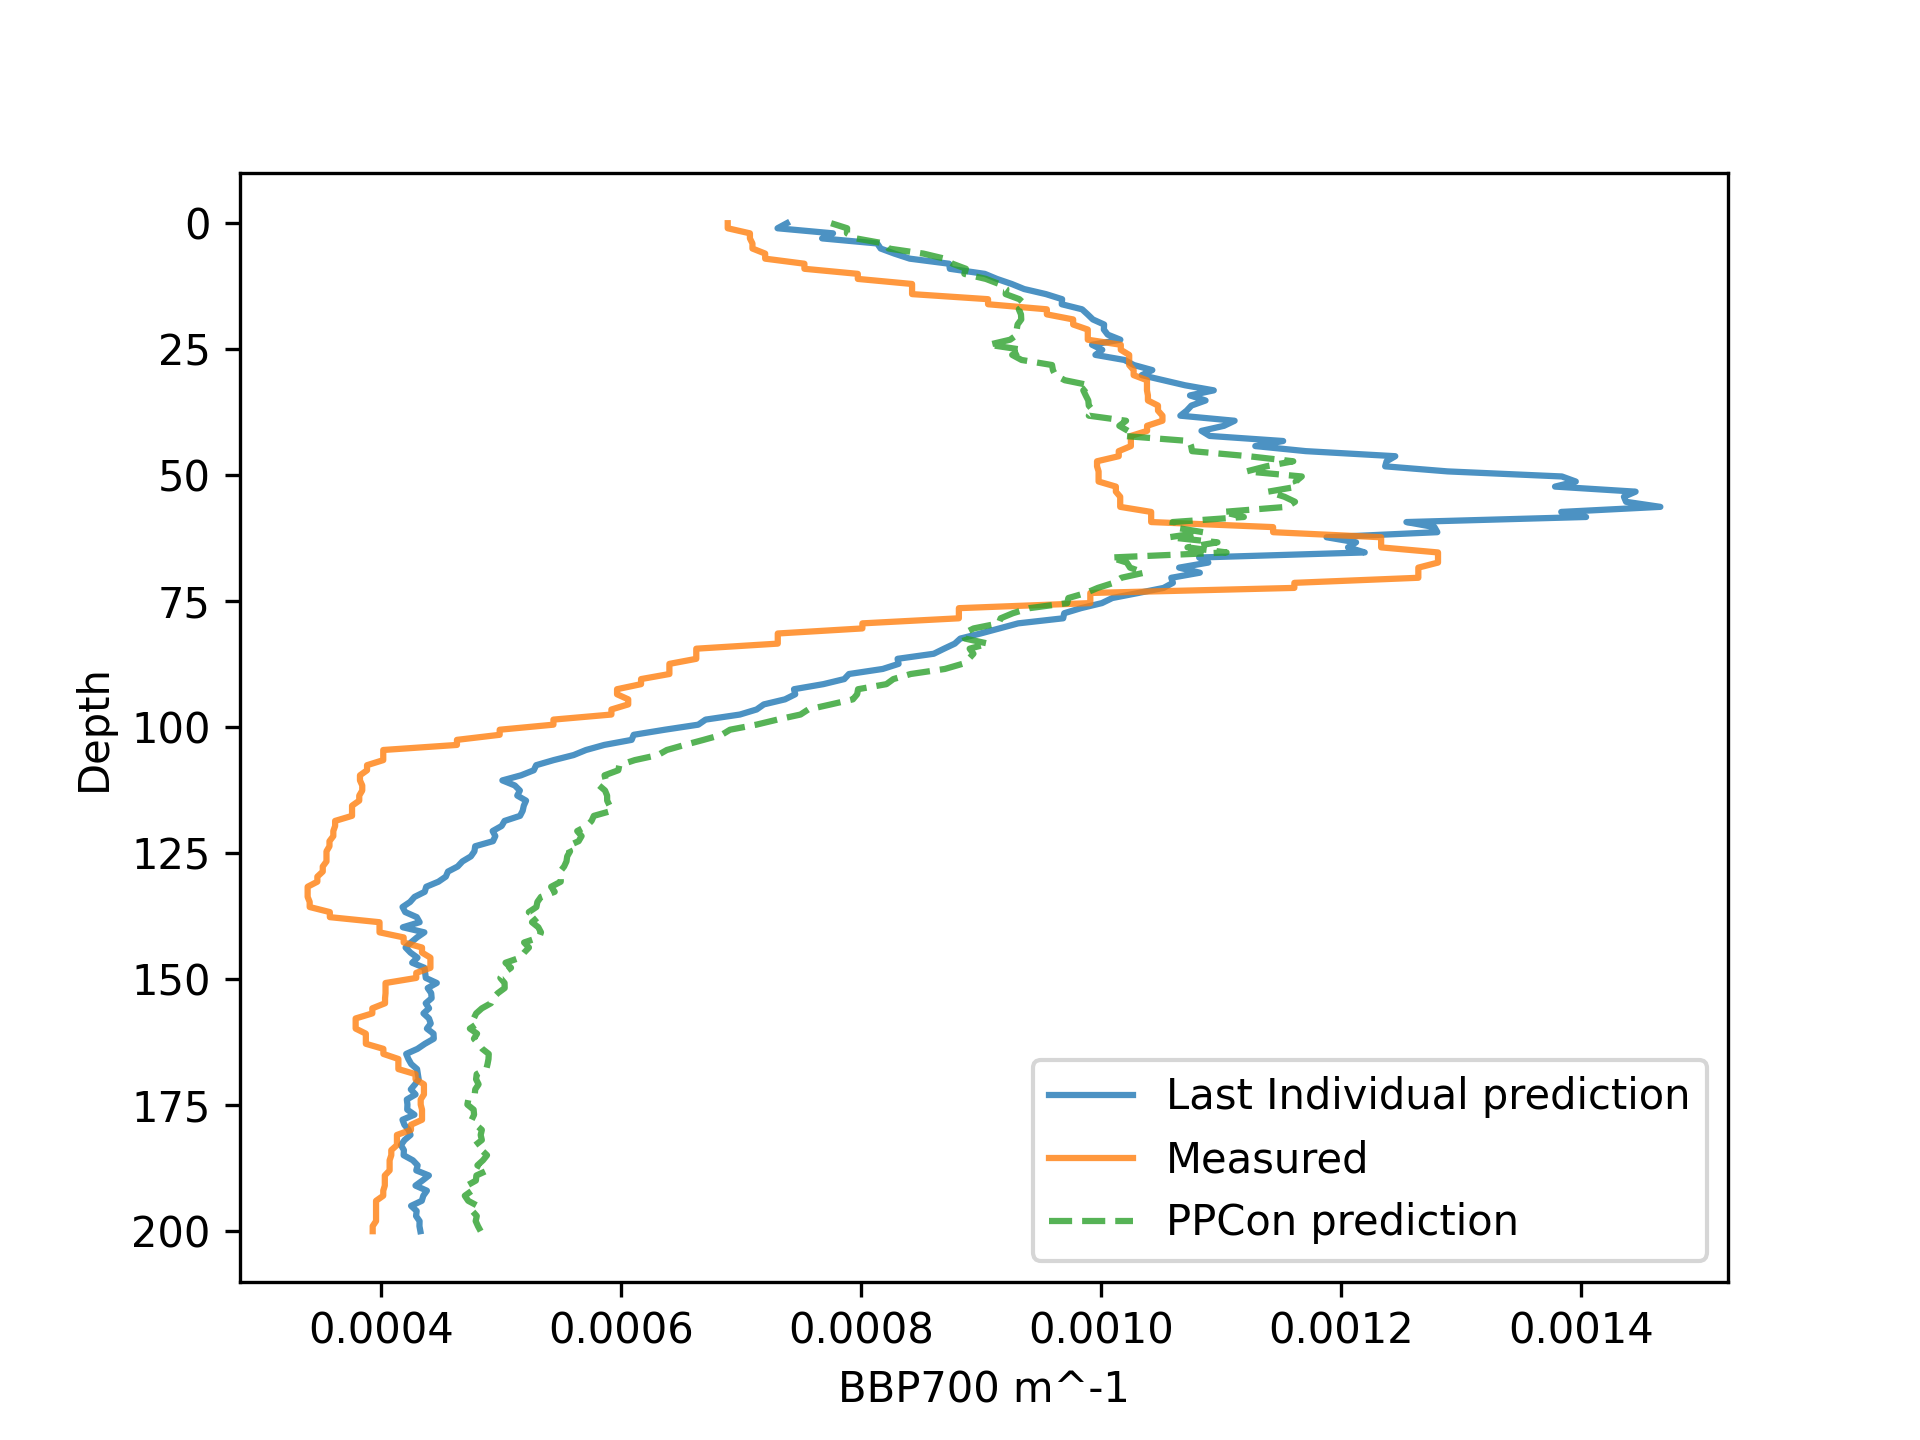 0
25
50
75
100
125
150
175
200
Depth
0.0004 0.0006 0.0008 0.0010 0.0012 0.0014
BBP700 m^-1
Last Individual prediction
Measured
PPCon prediction